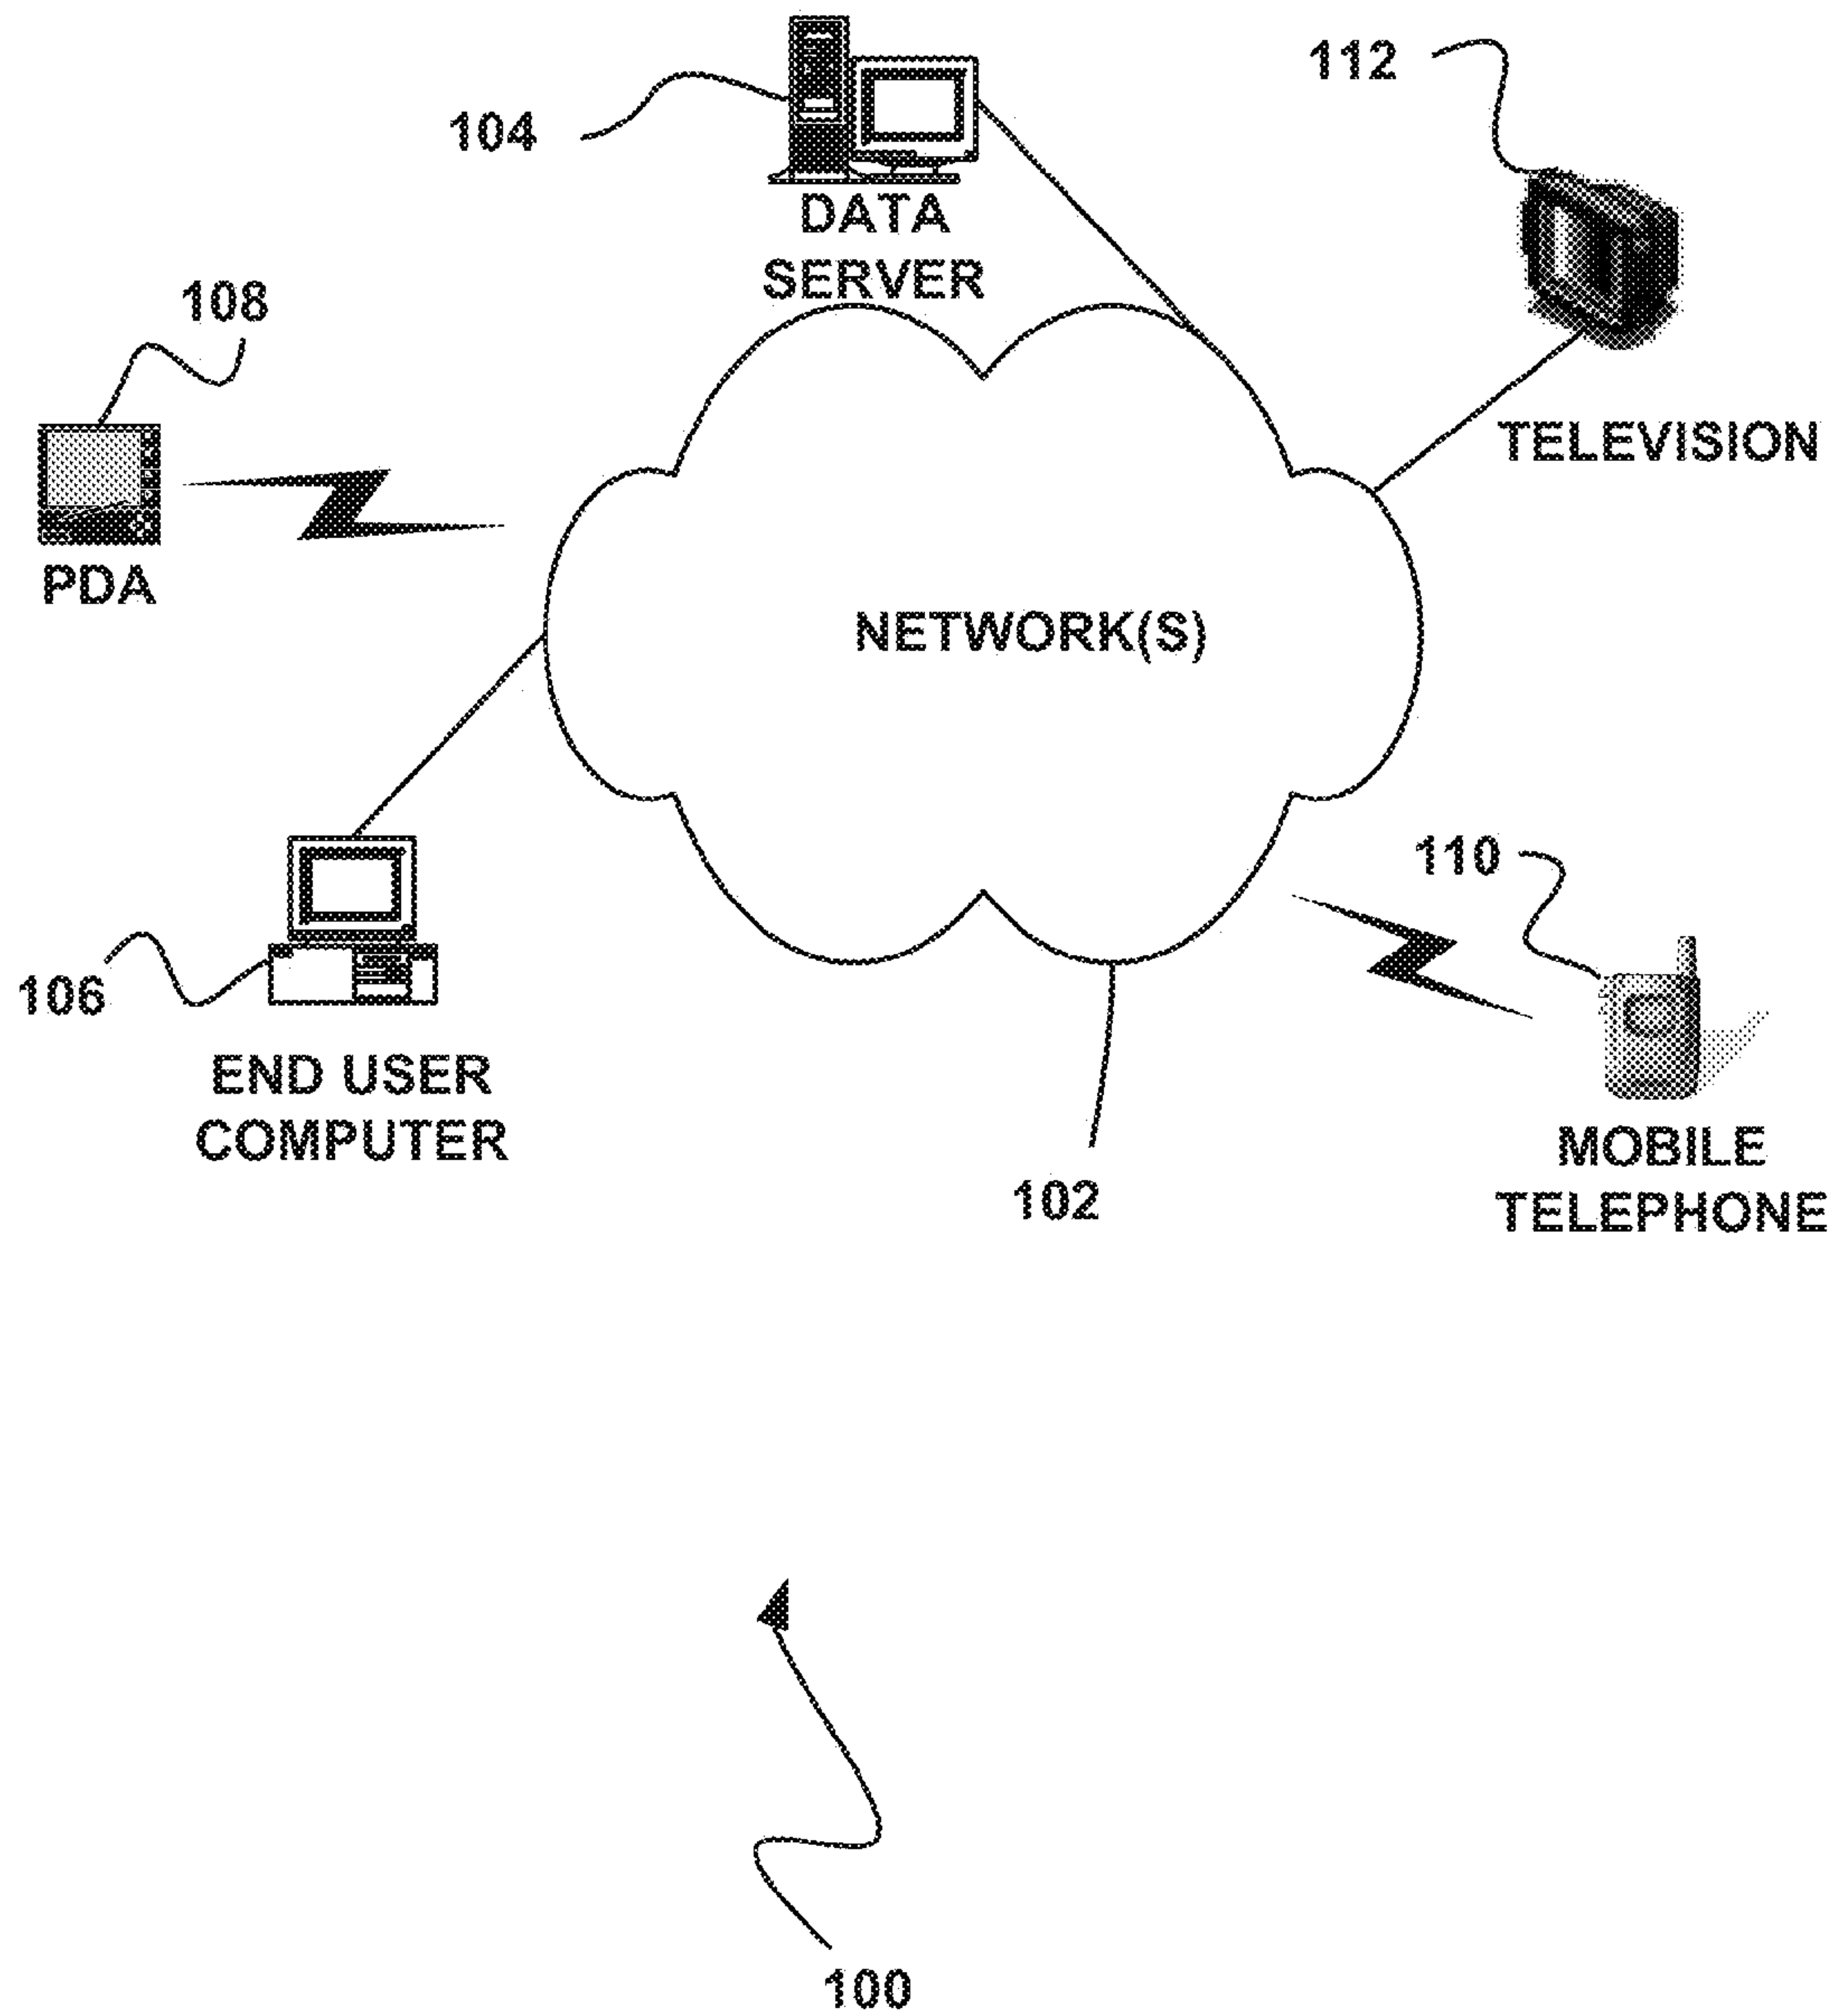 112
104
DATA
SERVER
108
TELEVISION
PDA
NETWORK(S)
110
106
END USER
COMPUTER
MOBILE
TELEPHONE
102
100